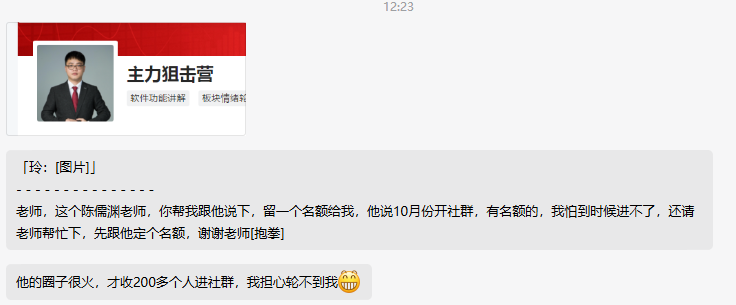 12:23
主力狙击营
软件功能讲解 板块情绪轮
「玲：[图片]」
- - - - - - - - - - - - - - -
老师，这个陈儒渊老师，你帮我跟他说下，留一个名额给我，他说10月份开社群，有名额的，我怕到时候进不了，还请
老师帮忙下，先跟他定个名额，谢谢老师[抱拳]
他的圈子很火，才收200多个人进社群，我担心轮不到我